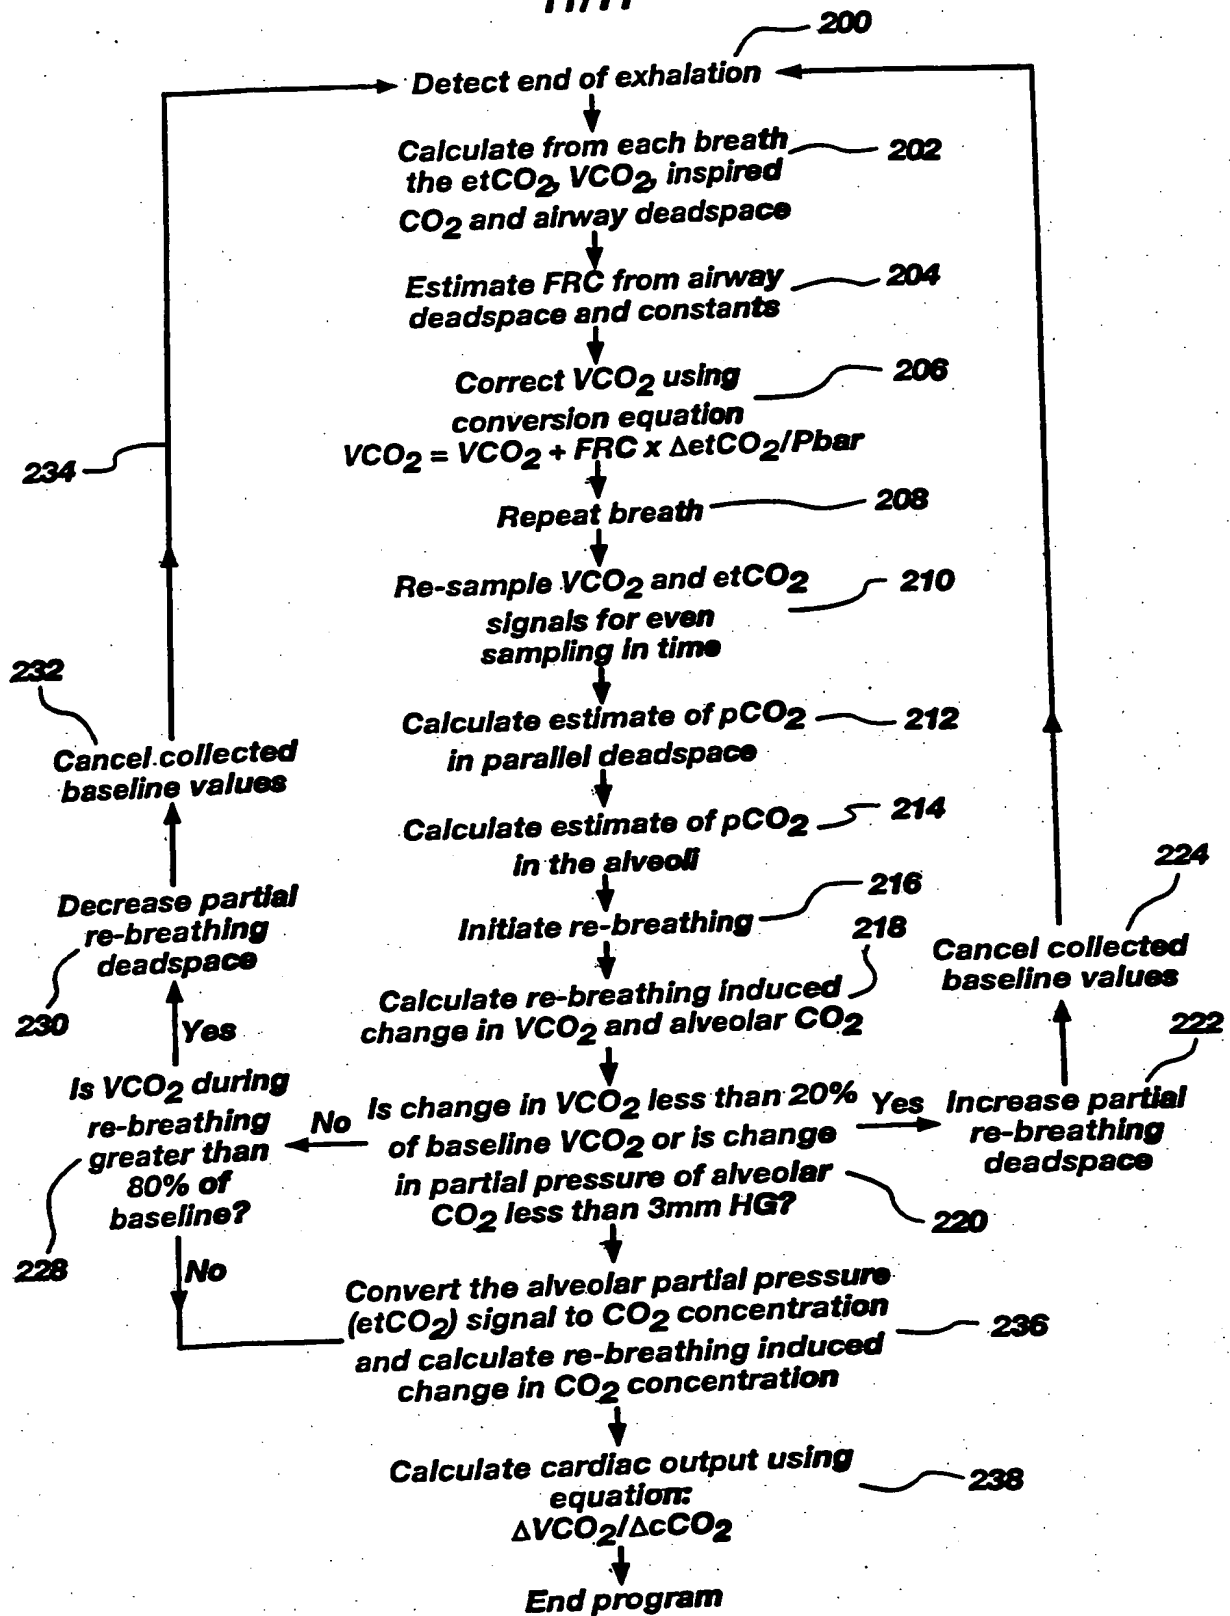 11/11
200
Detect end of exhalation
Calculate from each breath
the etCO2, VCO2, inspired
CO2 and airway deadspace
202
Estimate FRC from airway
deadspace and constants
204
Correct VCO2 using
conversion equation
VCO2 = VCO2 + FRC x ΔetCO2/Pbar
206
234
Repeat breath
208
Re-sample VCO2 and etCO2
signals for even
sampling in time
210
232
Cancel collected
baseline values
Calculate estimate of pCO2
in parallel deadspace
212
Calculate estimate of pCO2
in the alveoli
214
224
Cancel collected
baseline values
Decrease partial
re-breathing
deadspace
230
Initiate re-breathing
216
Calculate re-breathing induced
change in VCO2 and alveolar CO2
218
222
Increase partial
re-breathing
deadspace
Yes
Is VCO2 during
re-breathing
greater than
80% of
baseline?
228
No
Is change in VCO2 less than 20%
of baseline VCO2 or is change
in partial pressure of alveolar
CO2 less than 3mm HG?
220
Yes
No
Convert the alveolar partial pressure
(etCO2) signal to CO2 concentration
and calculate re-breathing induced
change in CO2 concentration
236
Calculate cardiac output using
equation:
ΔVCO2/ΔcCO2
238
End program